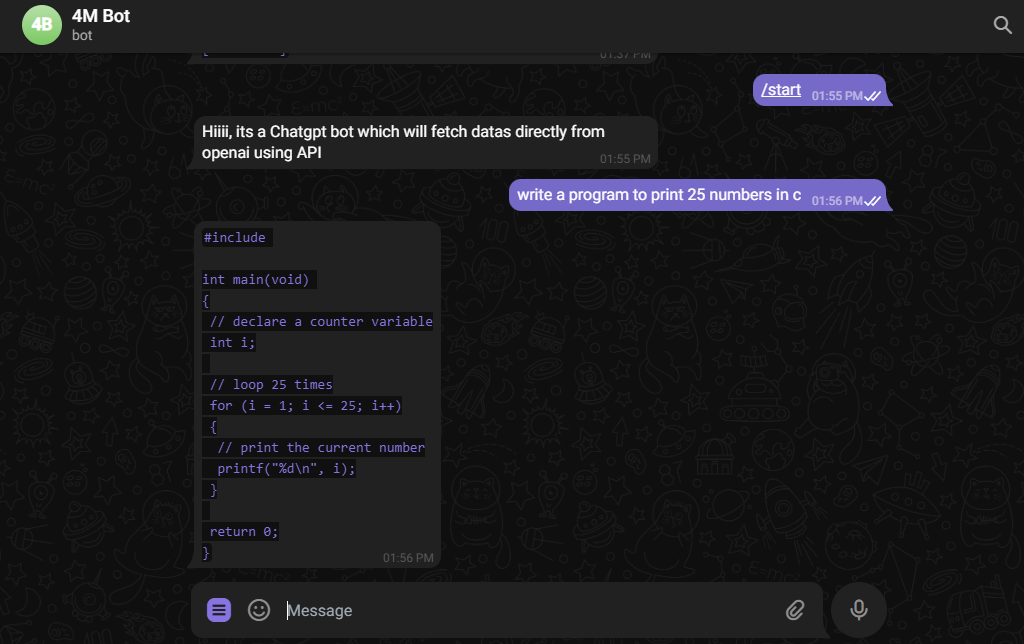 4B
4M Bot
bot
01:37 PM
/start 01:55 PM
Hiiii, its a Chatgpt bot which will fetch datas directly from
openai using API 01:55 PM
write a program to print 25 numbers in c 01:56 PM
#include
int main(void)
{
// declare a counter variable
int i;
// loop 25 times
for (i = 1; i <= 25; i++)
{
// print the current number
printf("%d\n", i);
}
return 0;
} 01:56 PM
Message